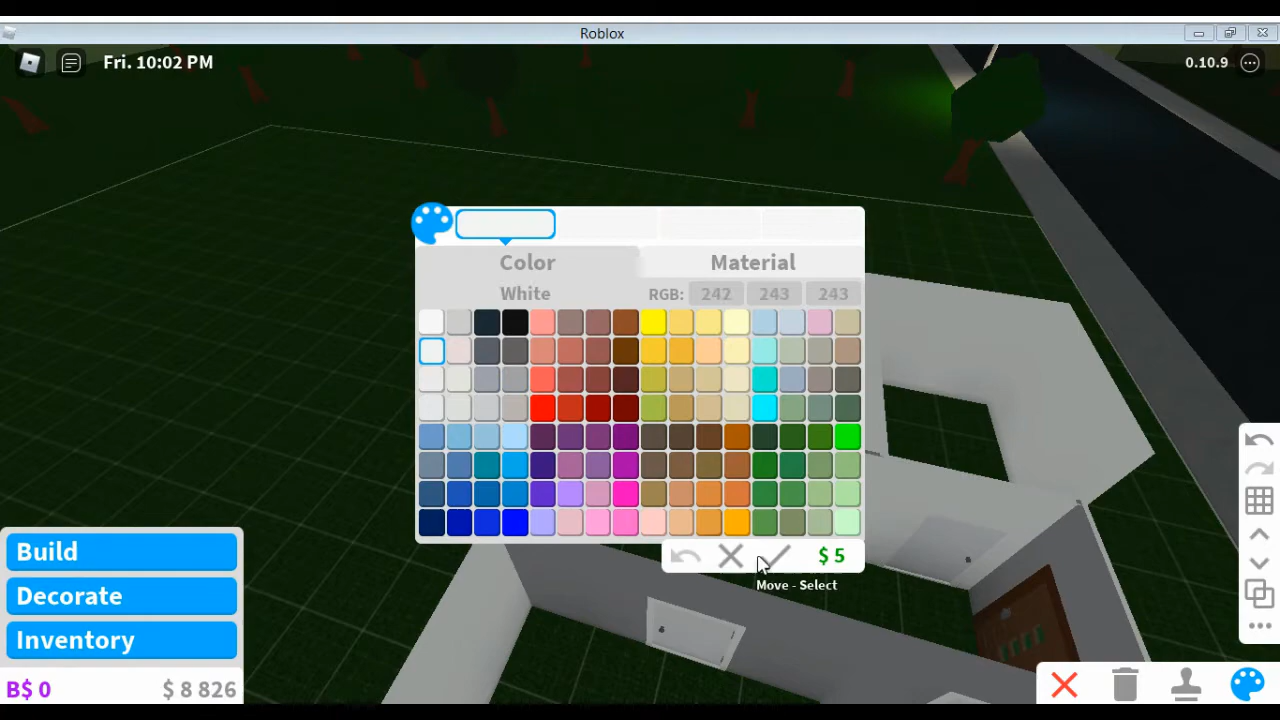 Roblox
Fri. 10:02 PM
0.10.9
Color
Material
White
RGB: 242 243 243
$ 5
Move - Select
Build
Decorate
Inventory
B$ 0
$ 8 826